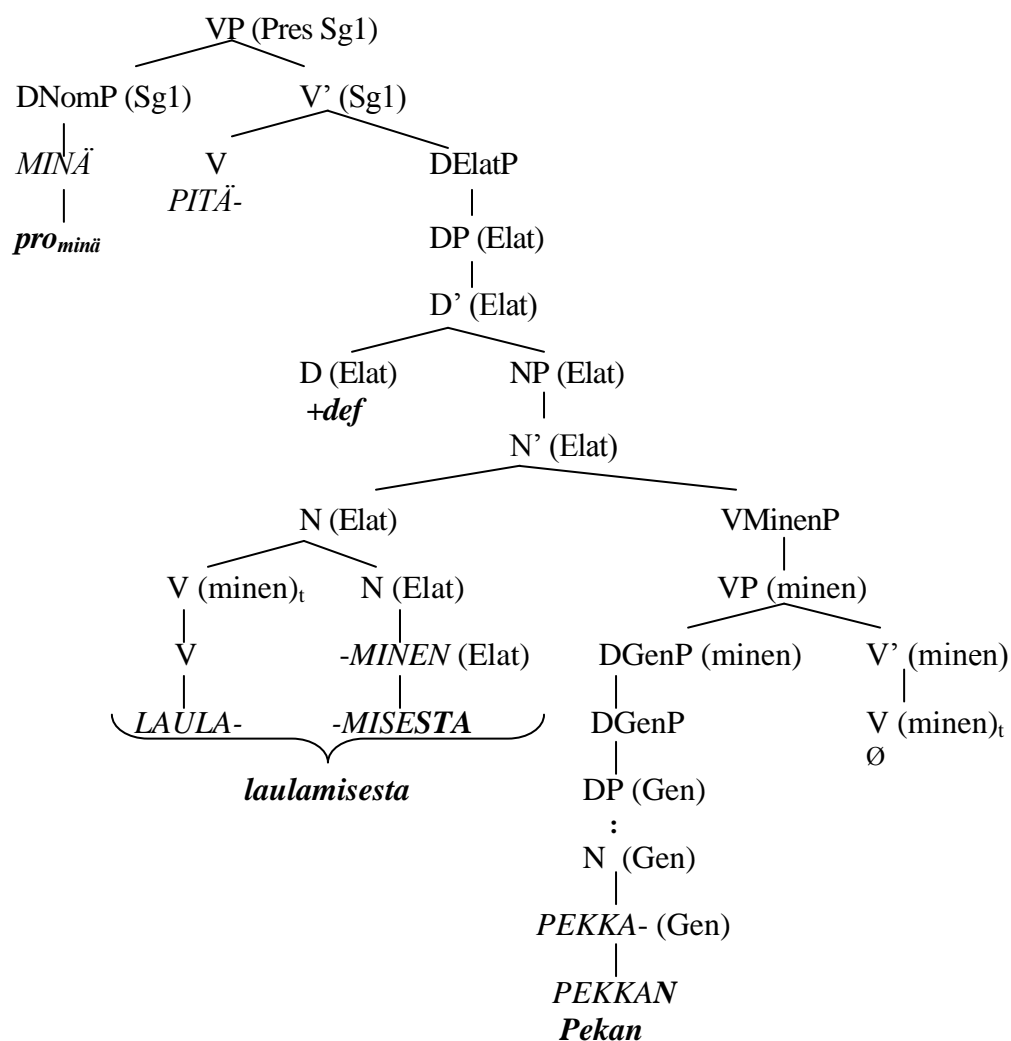 VP (Pres Sg1)
DNomP (Sg1) V’ (Sg1)
MINÄ V DElatP
PITÄ-
prominä DP (Elat)
D’ (Elat)
D (Elat) NP (Elat)
+def
N’ (Elat)
N (Elat) VMinenP
V (minen)t N (Elat) VP (minen)
V -MINEN (Elat) DGenP (minen) V’ (minen)
LAULA- -MISESTA DGenP V (minen)t
Ø
laulamisesta DP (Gen)
:
N (Gen)
PEKKA- (Gen)
PEKKAN
Pekan